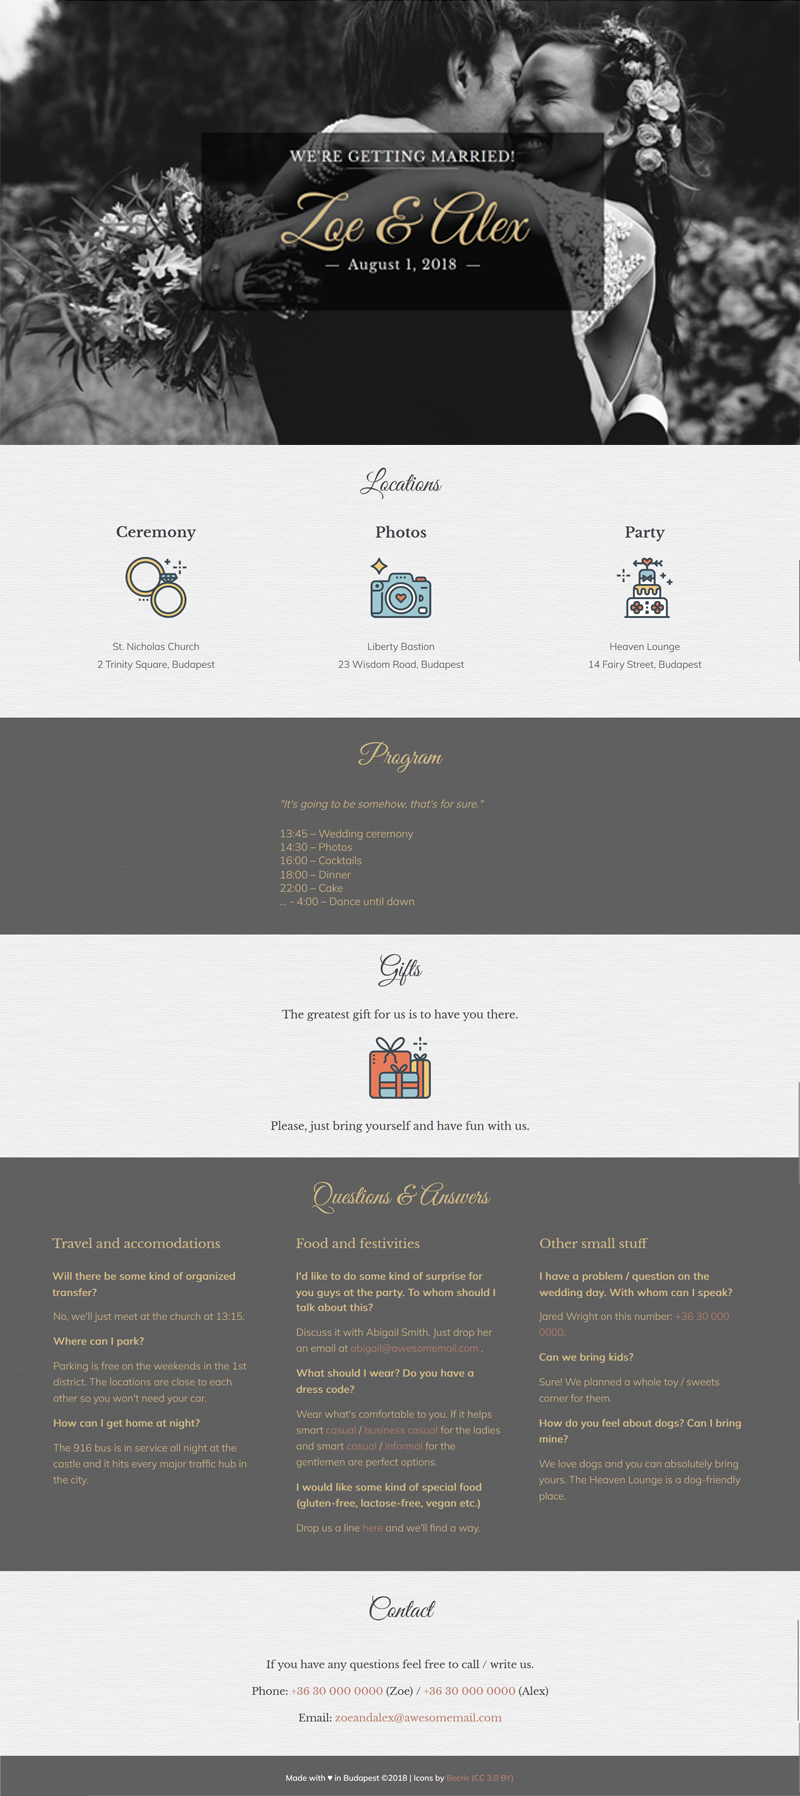 WE'RE GETTING MARRIED!
Zoe & Alex
— August 1, 2018 —
Locations
Ceremony
St. Nicholas Church
2 Trinity Square, Budapest
Photos
Liberty Bastion
23 Wisdom Road, Budapest
Party
Heaven Lounge
14 Fairy Street, Budapest
Program
"It's going to be somehow, that's for sure."
13:45 – Wedding ceremony
14:30 – Photos
16:00 – Cocktails
18:00 – Dinner
22:00 – Cake
... - 4:00 – Dance until dawn
Gifts
The greatest gift for us is to have you there.
Please, just bring yourself and have fun with us.
Questions & Answers
Travel and accomodations
Will there be some kind of organized
transfer?
No, we'll just meet at the church at 13:15.
Where can I park?
Parking is free on the weekends in the 1st
district. The locations are close to each
other so you won't need your car.
How can I get home at night?
The 916 bus is in service all night at the
castle and it hits every major traffic hub in
the city.
Food and festivities
I'd like to do some kind of surprise for
you guys at the party. To whom should I
talk about this?
Discuss it with Abigail Smith. Just drop her
an email at abigail@awesomemail.com .
What should I wear? Do you have a
dress code?
Wear what's comfortable to you. If it helps
smart casual / business casual for the ladies
and smart casual / informal for the
gentlemen are perfect options.
I would like some kind of special food
(gluten-free, lactose-free, vegan etc.)
Drop us a line here and we'll find a way.
Other small stuff
I have a problem / question on the
wedding day. With whom can I speak?
Jared Wright on this number: +36 30 000
0000.
Can we bring kids?
Sure! We planned a whole toy / sweets
corner for them.
How do you feel about dogs? Can I bring
mine?
We love dogs and you can absolutely bring
yours. The Heaven Lounge is a dog-friendly
place.
Contact
If you have any questions feel free to call / write us.
Phone: +36 30 000 0000 (Zoe) / +36 30 000 0000 (Alex)
Email: zoeandalex@awesomemail.com
Made with ♥ in Budapest ©2018 | Icons by Becris (CC 3.0 BY)